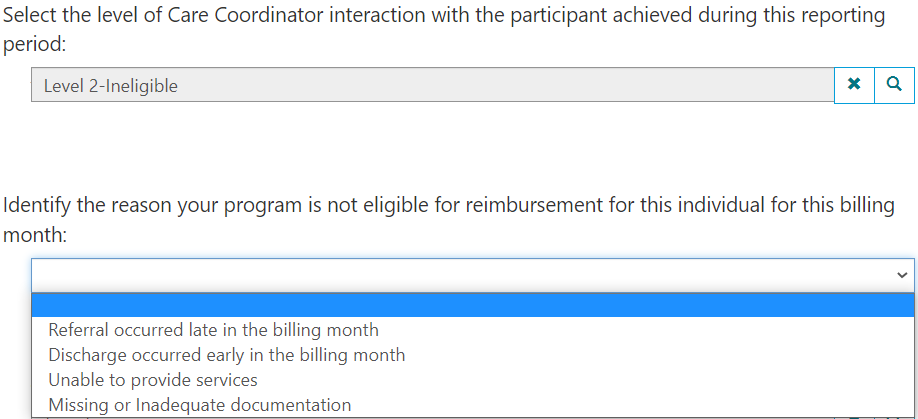 Select the level of Care Coordinator interaction with the participant achieved during this reporting
period:
Level 2-Ineligible
Identify the reason your program is not eligible for reimbursement for this individual for this billing
month:
Referral occurred late in the billing month
Discharge occurred early in the billing month
Unable to provide services
Missing or Inadequate documentation